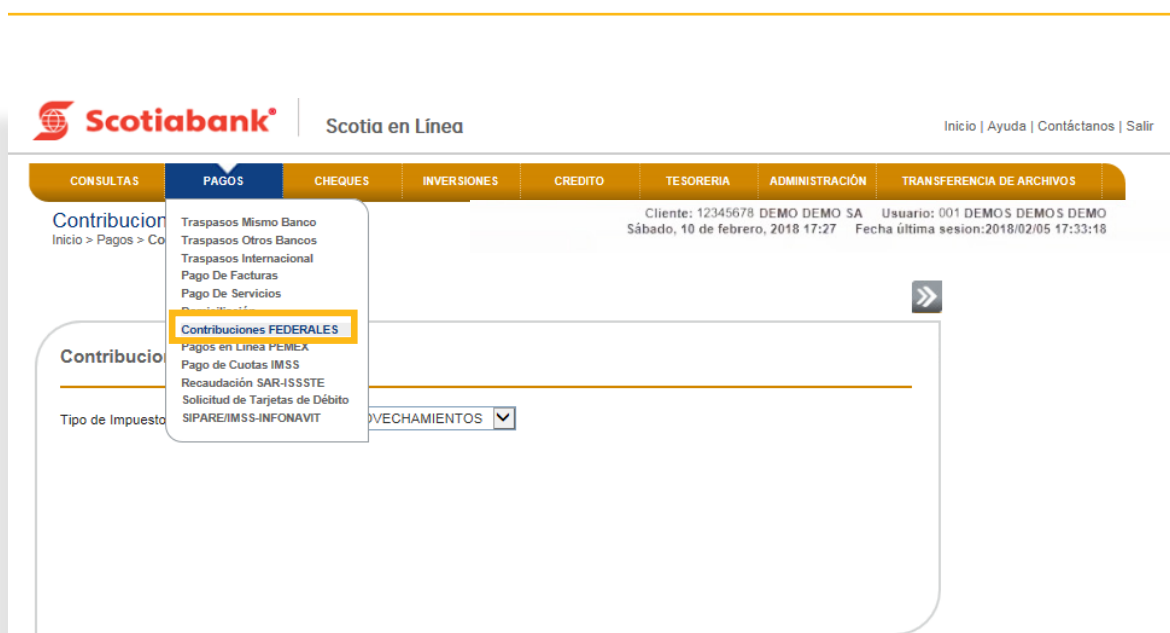 Scotiabank®
Scotia en Línea
Inicio | Ayuda | Contáctanos | Salir
CONSULTAS PAGOS CHEQUES INVERSIONES CREDITO TESORERIA ADMINISTRACIÓN TRANSFERENCIA DE ARCHIVOS
Contribucion
Inicio > Pagos > Co
Cliente: 12345678 DEMO DEMO SA Usuario: 001 DEMOS DEMOS DEMO
Sábado, 10 de febrero, 2018 17:27 Fecha última sesion:2018/02/05 17:33:18
Traspasos Mismo Banco
Traspasos Otros Bancos
Traspasos Internacional
Pago De Facturas
Pago De Servicios
Contribuciones FEDERALES
Pagos en Linea PEMEX
Pago de Cuotas IMSS
Recaudación SAR-ISSSTE
Solicitud de Tarjetas de Débito
SIPARE/IMSS-INFONAVIT
Contribucio
Tipo de Impuesto OVECHAMIENTOS